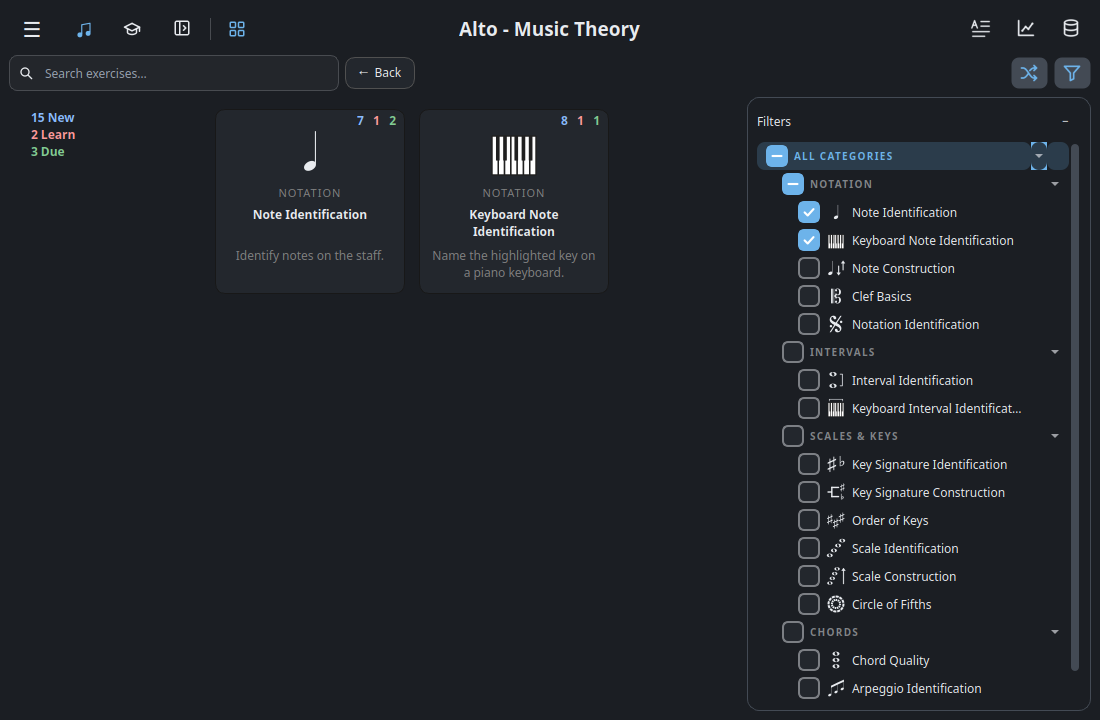 Alto - Music Theory
Search exercises...
← Back
15 New
2 Learn
3 Due
7 1 2
NOTATION
Note Identification
Identify notes on the staff.
8 1 1
NOTATION
Keyboard Note
Identification
Name the highlighted key on
a piano keyboard.
Filters
ALL CATEGORIES
NOTATION
Note Identification
Keyboard Note Identification
Note Construction
Clef Basics
Notation Identification
INTERVALS
Interval Identification
Keyboard Interval Identificat...
SCALES & KEYS
Key Signature Identification
Key Signature Construction
Order of Keys
Scale Identification
Scale Construction
Circle of Fifths
CHORDS
Chord Quality
Arpeggio Identification